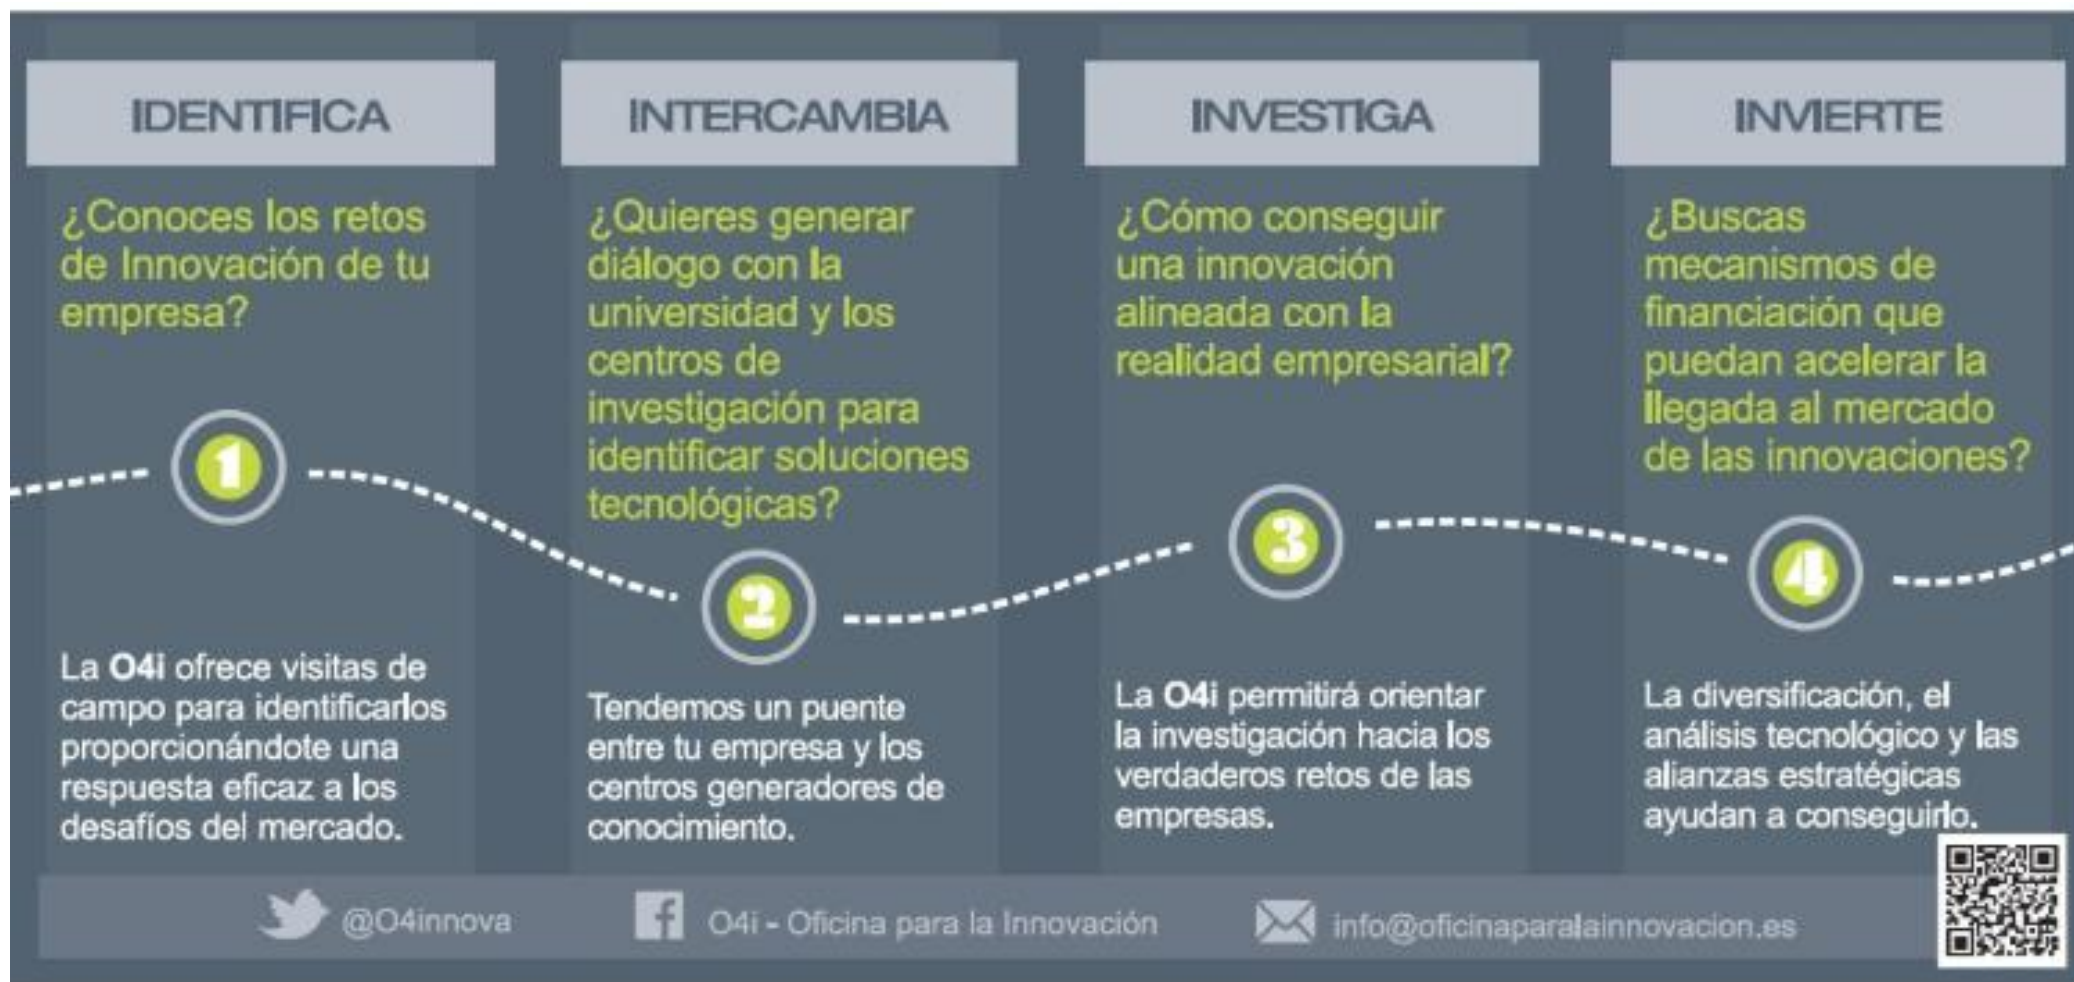 IDENTIFICA
¿Conoces los retos
de Innovación de tu
empresa?
1
La O4i ofrece visitas de
campo para identificarlos
proporcionándote una
respuesta eficaz a los
desafíos del mercado.
INTERCAMBIA
¿Quieres generar
diálogo con la
universidad y los
centros de
investigación para
identificar soluciones
tecnológicas?
2
Tendemos un puente
entre tu empresa y los
centros generadores de
conocimiento.
INVESTIGA
¿Cómo conseguir
una innovación
alineada con la
realidad empresarial?
3
La O4i permitirá orientar
la investigación hacia los
verdaderos retos de las
empresas.
INVIERTE
¿Buscas
mecanismos de
financiación que
puedan acelerar la
llegada al mercado
de las innovaciones?
4
La diversificación, el
análisis tecnológico y las
alianzas estratégicas
ayudan a conseguirlo.
@O4innova
O4i - Oficina para la Innovación
info@oficinaparalainnovacion.es